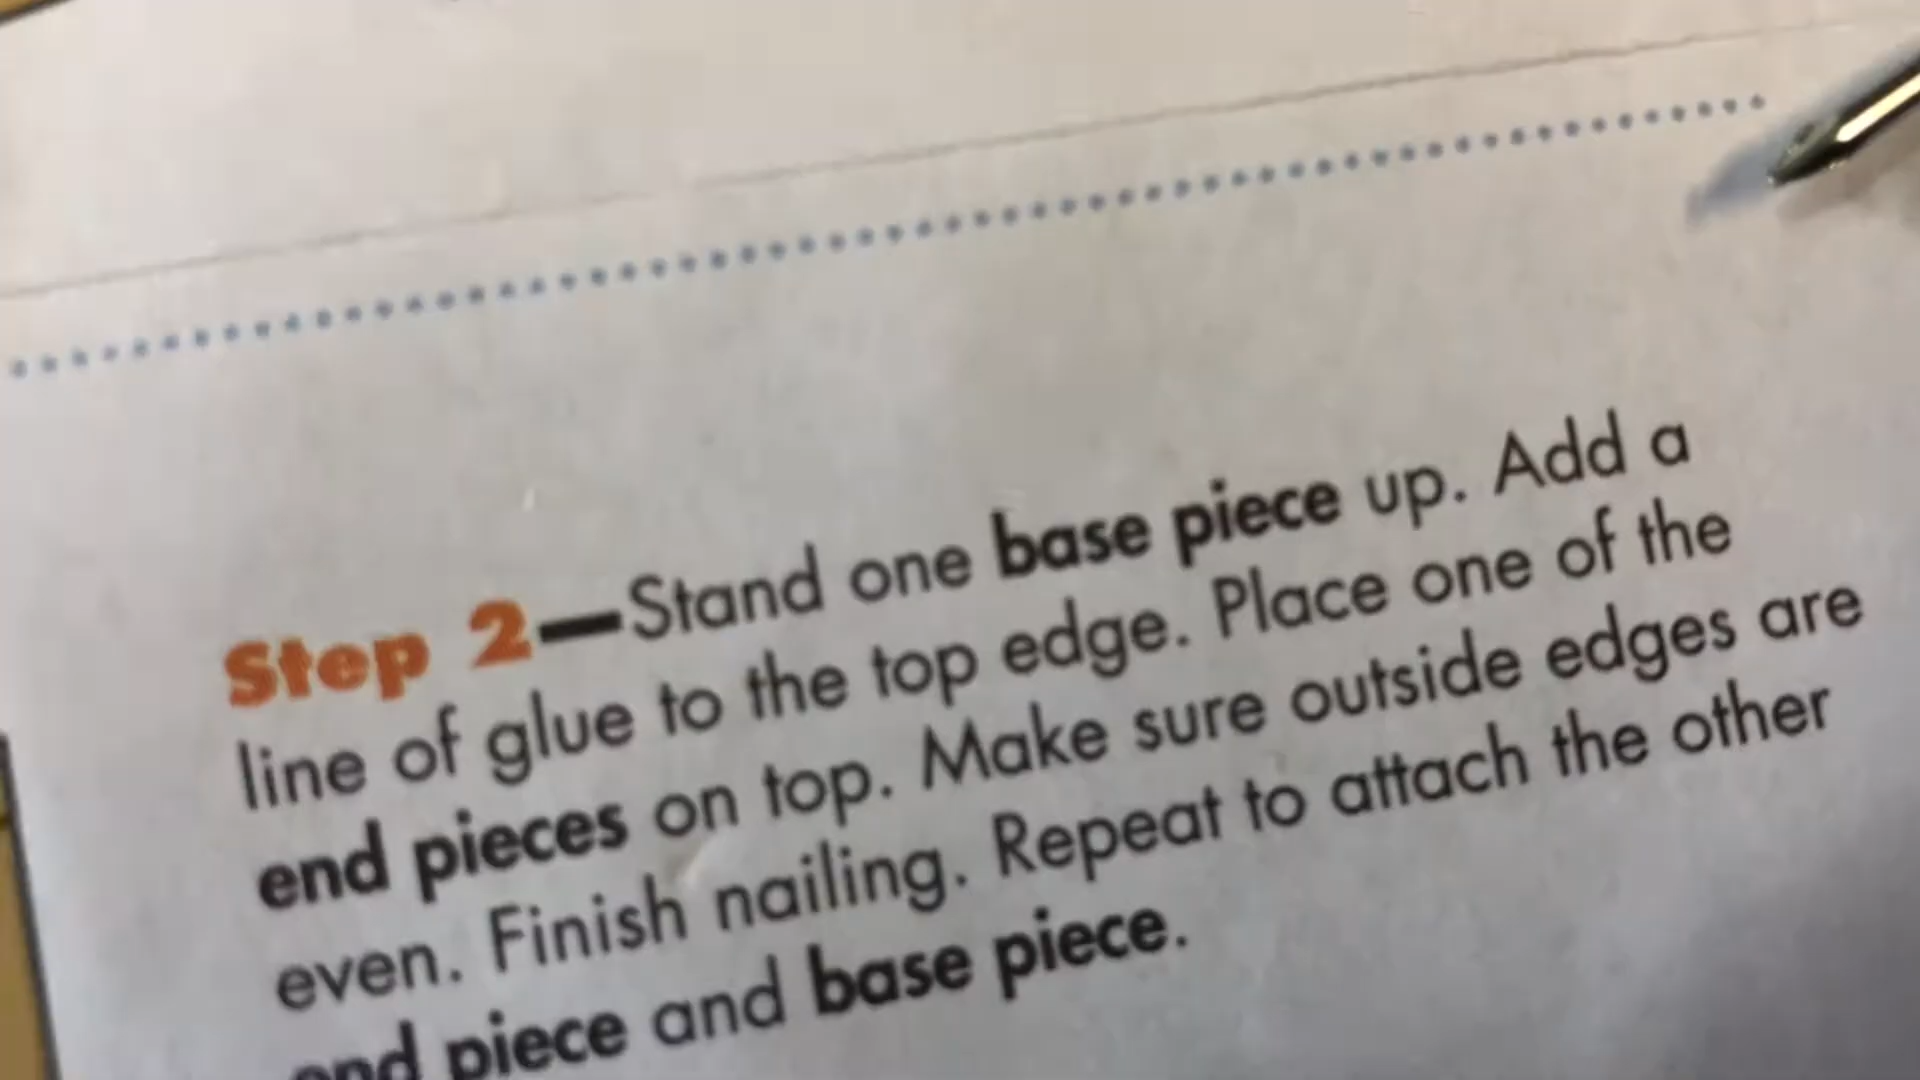 Step 2—Stand one base piece up. Add a
line of glue to the top edge. Place one of the
end pieces on top. Make sure outside edges are
even. Finish nailing. Repeat to attach the other
end piece and base piece.